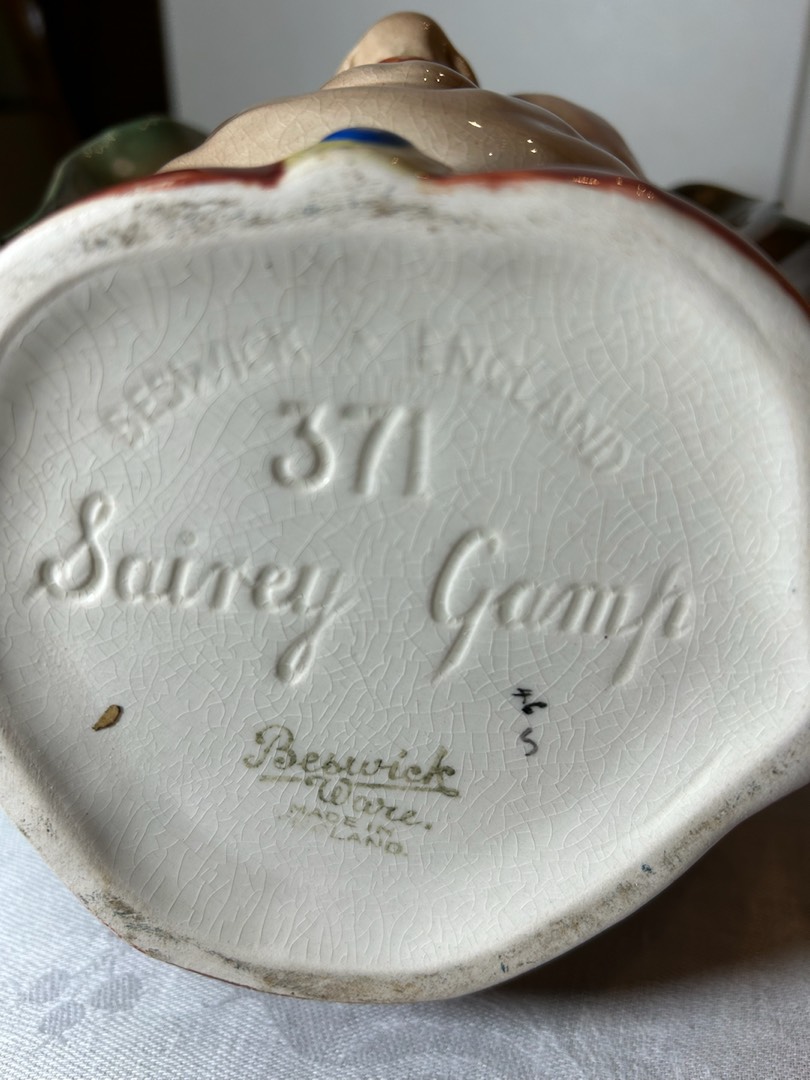 BESWICK ENGLAND
371
Sairey Gamp
Beswick
Ware.
MADE IN